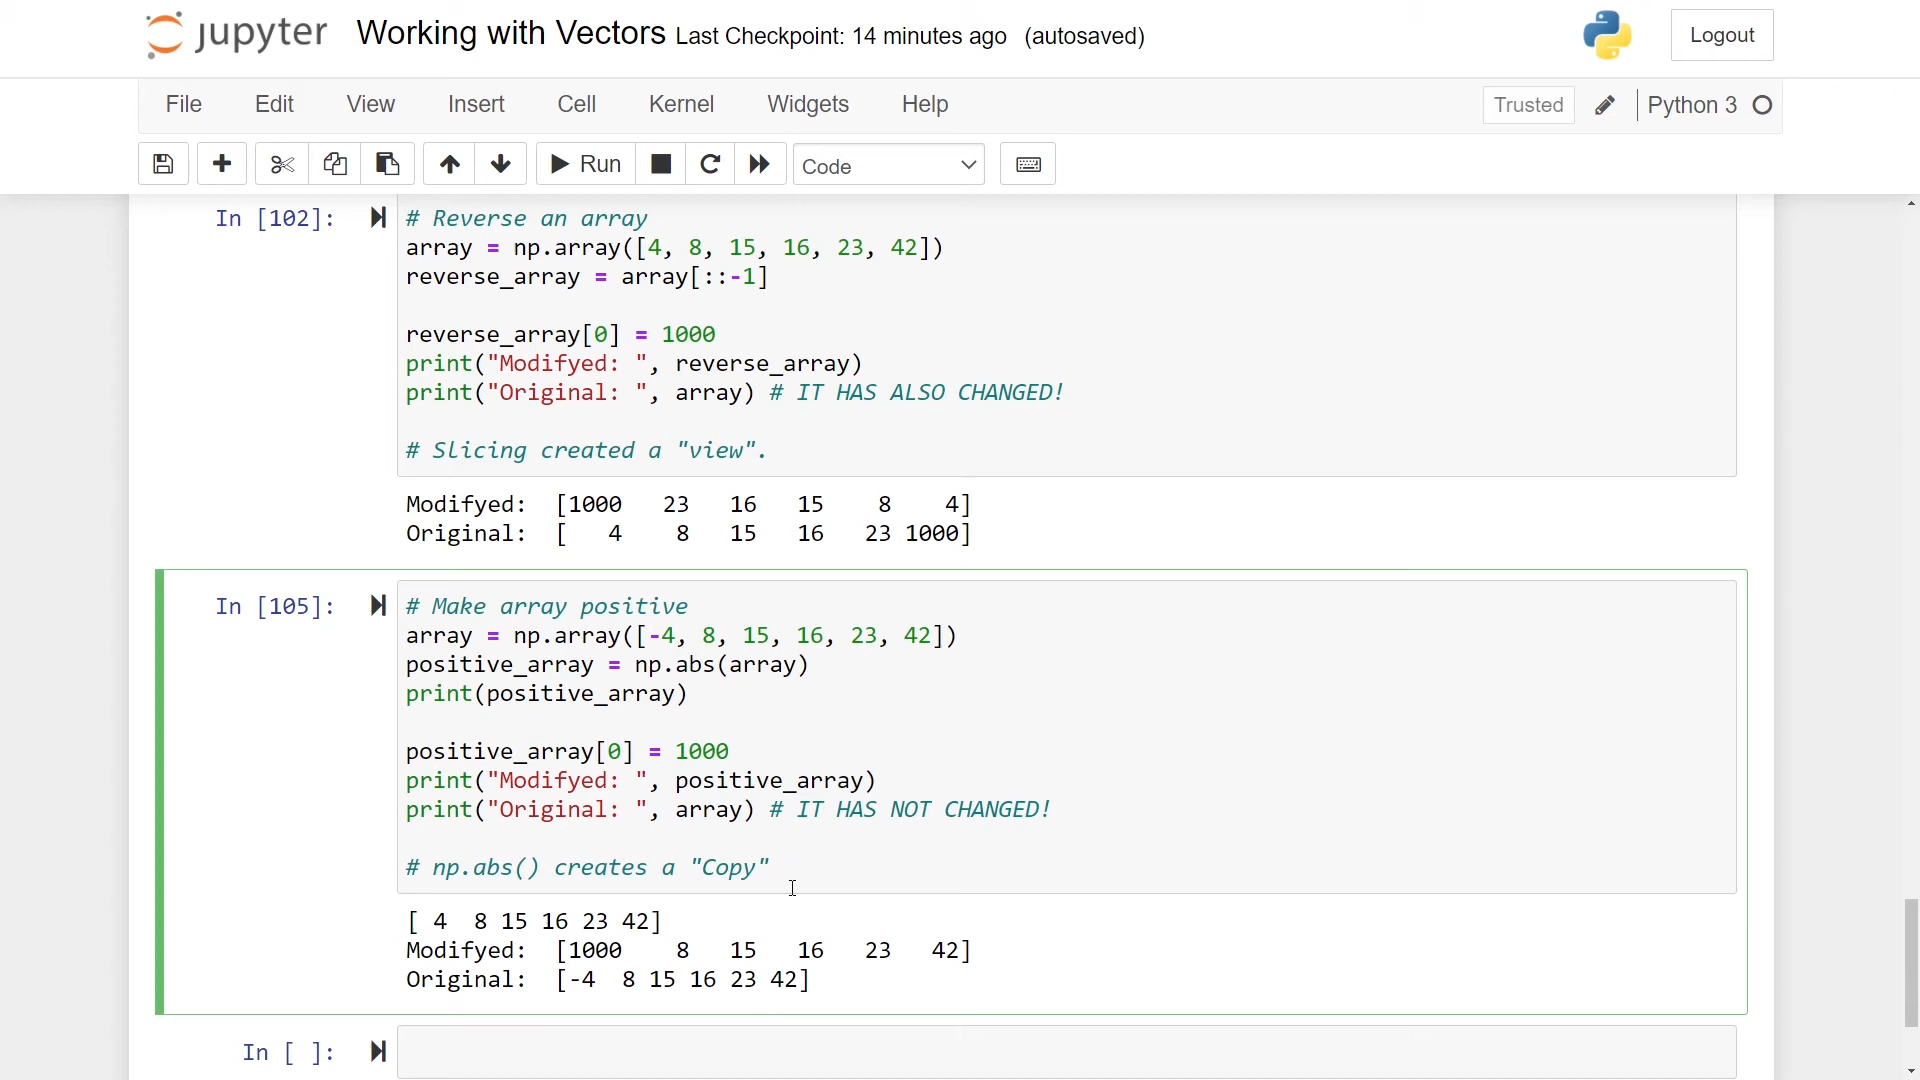 jupyter Working with Vectors Last Checkpoint: 14 minutes ago (autosaved) Logout
File Edit View Insert Cell Kernel Widgets Help Trusted Python 3
Run Code
In [102]: # Reverse an array
array = np.array([4, 8, 15, 16, 23, 42])
reverse_array = array[::-1]
reverse_array[0] = 1000
print("Modifyed: ", reverse_array)
print("Original: ", array) # IT HAS ALSO CHANGED!
# Slicing created a "view".
Modifyed:  [1000   23   16   15    8    4]
Original:  [   4    8   15   16   23 1000]
In [105]: # Make array positive
array = np.array([-4, 8, 15, 16, 23, 42])
positive_array = np.abs(array)
print(positive_array)
positive_array[0] = 1000
print("Modifyed: ", positive_array)
print("Original: ", array) # IT HAS NOT CHANGED!
# np.abs() creates a "Copy"
[ 4  8 15 16 23 42]
Modifyed:  [1000    8   15   16   23   42]
Original:  [-4  8 15 16 23 42]
In [ ]: